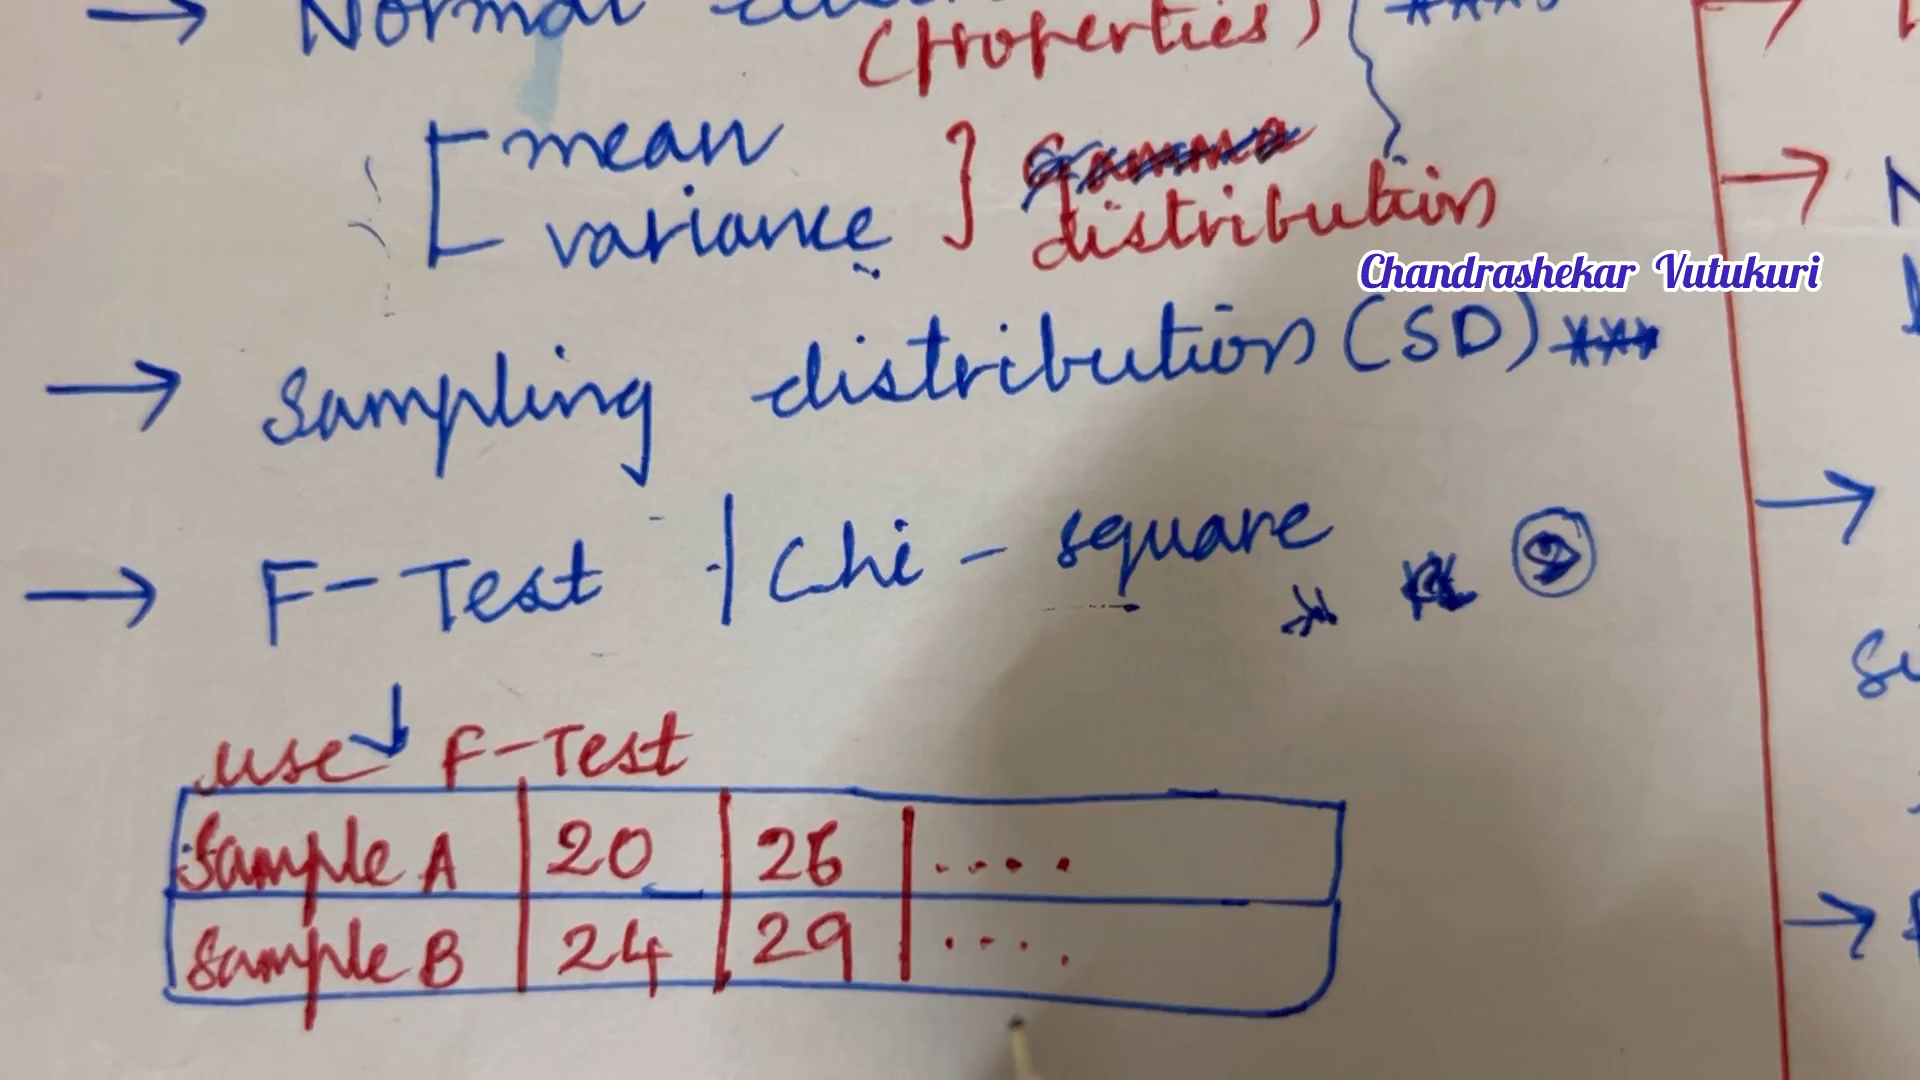 → Normal
(Properties)
[ mean
variance ]
distribution
Chandrashekar Vutukuri
→ Sampling distribution (SD) ***
→ F-Test / Chi-square
use F-Test
Sample A | 20 | 26 | ....
Sample B | 24 | 29 | ....